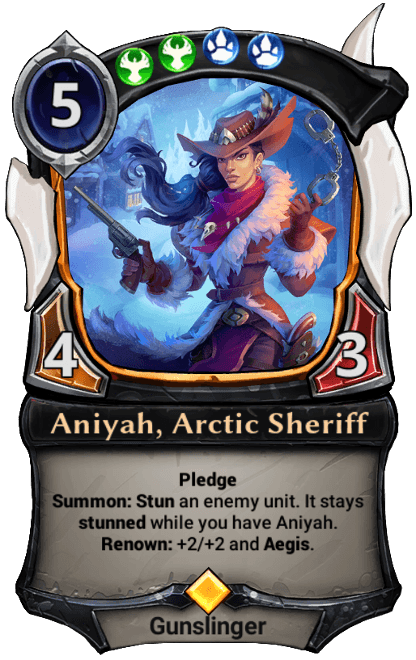 5
4
3
Aniyah, Arctic Sheriff
Pledge
Summon: Stun an enemy unit. It stays
stunned while you have Aniyah.
Renown: +2/+2 and Aegis.
Gunslinger